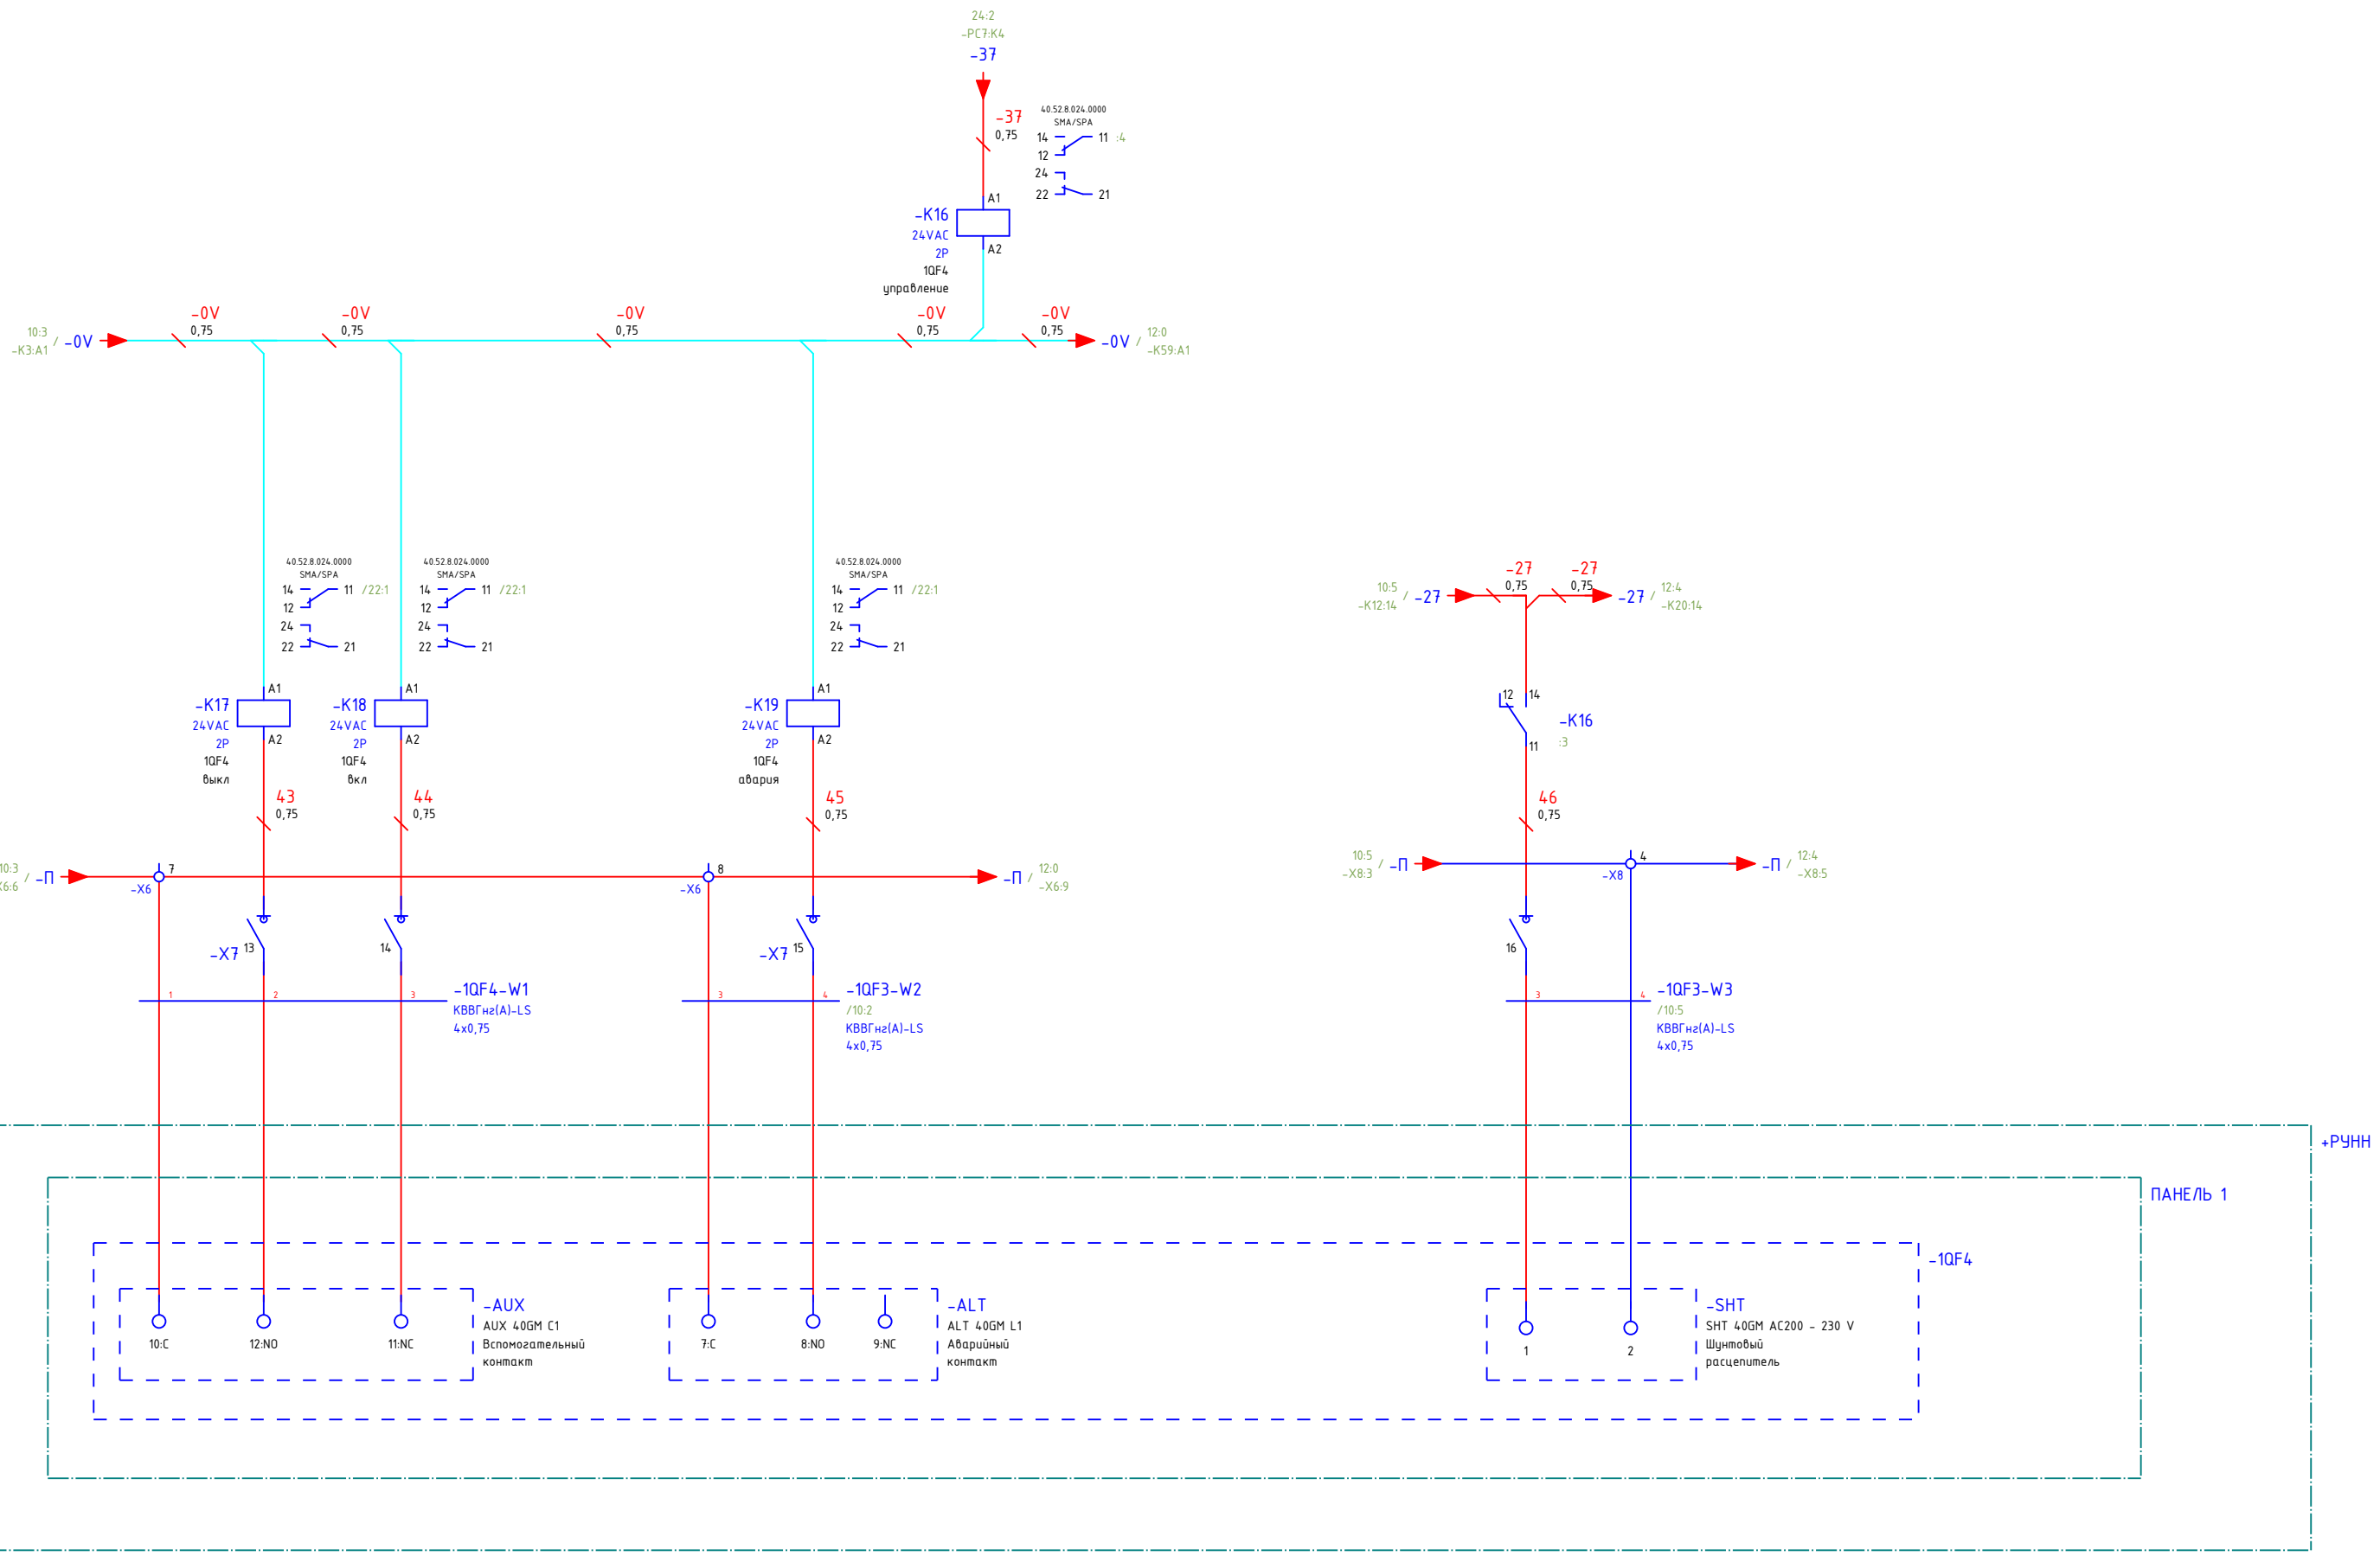 24:2
-PC7:K4
-37
-37
0,75
40.52.8.024.0000
SMA/SPA
14 11 :4
12
24
22 21
A1
-K16
24VAC
2P
1QF4
управление
A2
10:3
-K3:A1 / -0V
-0V
0,75
-0V
0,75
-0V
0,75
-0V
0,75
-0V
0,75
-0V / 12:0
-K59:A1
40.52.8.024.0000
SMA/SPA
14 11 /22:1
12
24
22 21
40.52.8.024.0000
SMA/SPA
14 11 /22:1
12
24
22 21
40.52.8.024.0000
SMA/SPA
14 11 /22:1
12
24
22 21
10:5
-K12:14 / -27
-27
0,75
-27
0,75
-27 / 12:4
-K20:14
A1
-K17
24VAC
2P
1QF4
выкл
A2
A1
-K18
24VAC
2P
1QF4
вкл
A2
A1
-K19
24VAC
2P
1QF4
авария
A2
12 14
-K16
:3
11
43
0,75
44
0,75
45
0,75
46
0,75
10:3
X6:6 / -П
7
-X6
8
-X6
-П / 12:0
-X6:9
10:5
-X8:3 / -П
4
-X8
-П / 12:4
-X8:5
-X7 13
14
-X7 15
16
1 2 3
-1QF4-W1
КВВГнг(А)-LS
4x0,75
3 4
-1QF3-W2
/10:2
КВВГнг(А)-LS
4x0,75
3 4
-1QF3-W3
/10:5
КВВГнг(А)-LS
4x0,75
+РУНН
ПАНЕЛЬ 1
-1QF4
10:C 12:NO 11:NC
-AUX
AUX 40GM C1
Вспомогательный
контакт
7:C 8:NO 9:NC
-ALT
ALT 40GM L1
Аварийный
контакт
1 2
-SHT
SHT 40GM AC200 - 230 V
Шунтовый
расцепитель